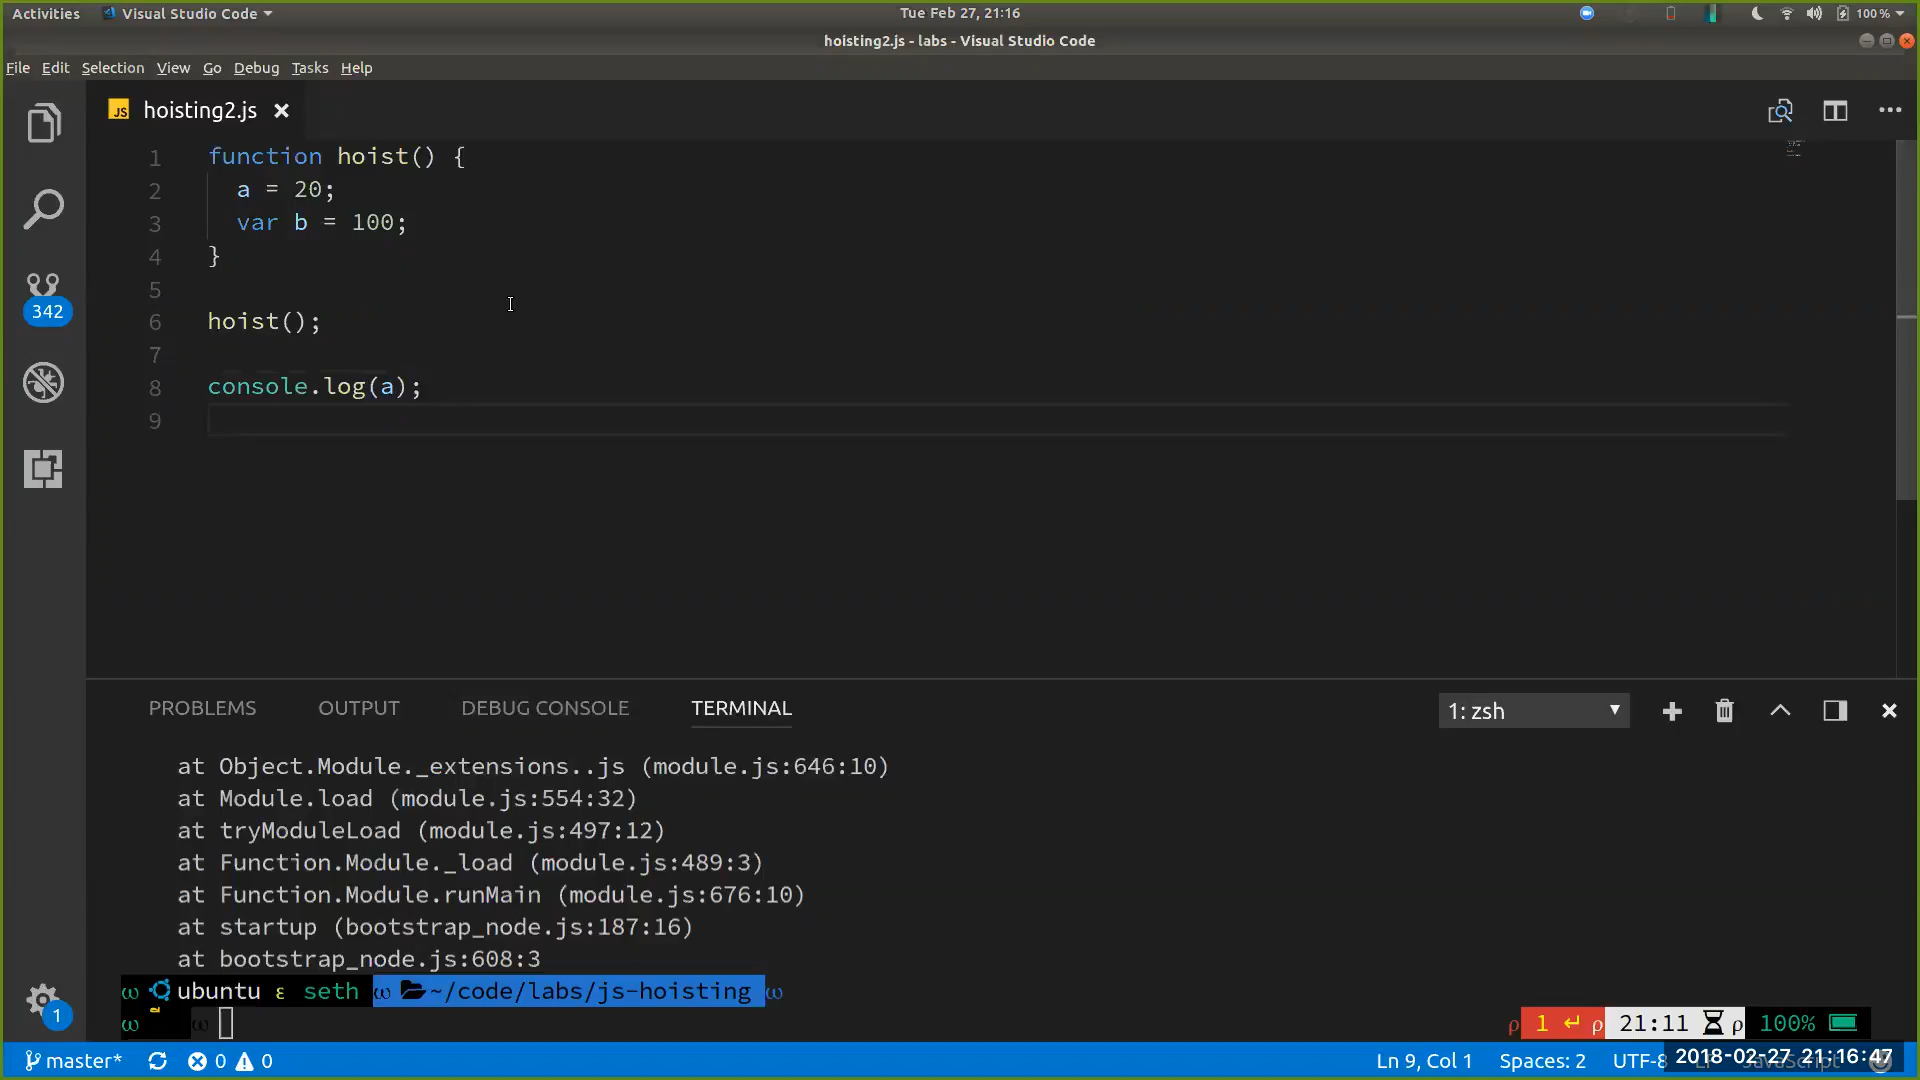 Activities Visual Studio Code Tue Feb 27, 21:16 100 %
hoisting2.js - labs - Visual Studio Code
File Edit Selection View Go Debug Tasks Help
JS hoisting2.js
1 function hoist() {
2 a = 20;
3 var b = 100;
4 }
5
6 hoist();
7
8 console.log(a);
9
342
PROBLEMS OUTPUT DEBUG CONSOLE TERMINAL 1: zsh
at Object.Module._extensions..js (module.js:646:10)
at Module.load (module.js:554:32)
at tryModuleLoad (module.js:497:12)
at Function.Module._load (module.js:489:3)
at Function.Module.runMain (module.js:676:10)
at startup (bootstrap_node.js:187:16)
at bootstrap_node.js:608:3
ω ubuntu ε seth ω ~/code/labs/js-hoisting ω
ω ω ρ 1 ↵ ρ 21:11 ρ 100%
1
master* 0 0 Ln 9, Col 1 Spaces: 2 UTF-8 2018-02-27 21:16:47